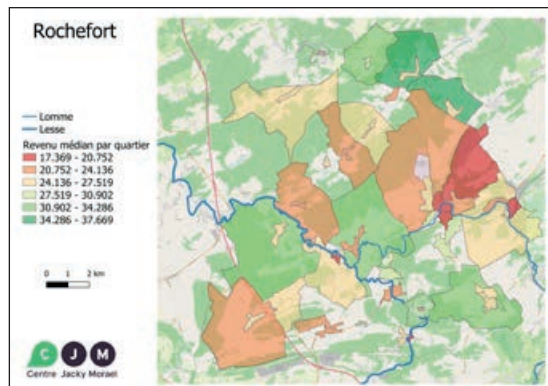 Rochefort
Lomme
Lesse
Revenu médian par quartier
17.369 - 20.752
20.752 - 24.136
24.136 - 27.519
27.519 - 30.902
30.902 - 34.286
34.286 - 37.669
0 1 2 km
C J M
Centre Jacky Morael